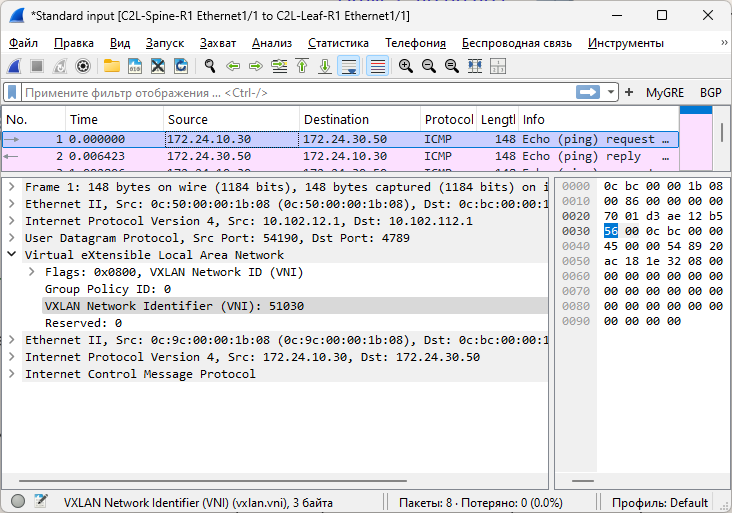 *Standard input [C2L-Spine-R1 Ethernet1/1 to C2L-Leaf-R1 Ethernet1/1]
Файл Правка Вид Запуск Захват Анализ Статистика Телефония Беспроводная связь Инструменты »
Примените фильтр отображения ... <Ctrl-/> + MyGRE BGP
No. Time Source Destination Protocol Lengtl Info
1 0.000000 172.24.10.30 172.24.30.50 ICMP 148 Echo (ping) request …
2 0.006423 172.24.30.50 172.24.10.30 ICMP 148 Echo (ping) reply …
Frame 1: 148 bytes on wire (1184 bits), 148 bytes captured (1184 bits) on i
Ethernet II, Src: 0c:50:00:00:1b:08 (0c:50:00:00:1b:08), Dst: 0c:bc:00:00:1
Internet Protocol Version 4, Src: 10.102.12.1, Dst: 10.102.112.1
User Datagram Protocol, Src Port: 54190, Dst Port: 4789
Virtual eXtensible Local Area Network
Flags: 0x0800, VXLAN Network ID (VNI)
Group Policy ID: 0
VXLAN Network Identifier (VNI): 51030
Reserved: 0
Ethernet II, Src: 0c:9c:00:00:1b:08 (0c:9c:00:00:1b:08), Dst: 0c:bc:00:00:1
Internet Protocol Version 4, Src: 172.24.10.30, Dst: 172.24.30.50
Internet Control Message Protocol
0000 0c bc 00 00 1b 08
0010 00 86 00 00 00 00
0020 70 01 d3 ae 12 b5
0030 56 00 0c bc 00 00
0040 45 00 00 54 89 20
0050 ac 18 1e 32 08 00
0060 00 00 00 00 00 00
0070 00 00 00 00 00 00
0080 00 00 00 00 00 00
0090 00 00 00 00
VXLAN Network Identifier (VNI) (vxlan.vni), 3 байта Пакеты: 8 · Потеряно: 0 (0.0%) Профиль: Default